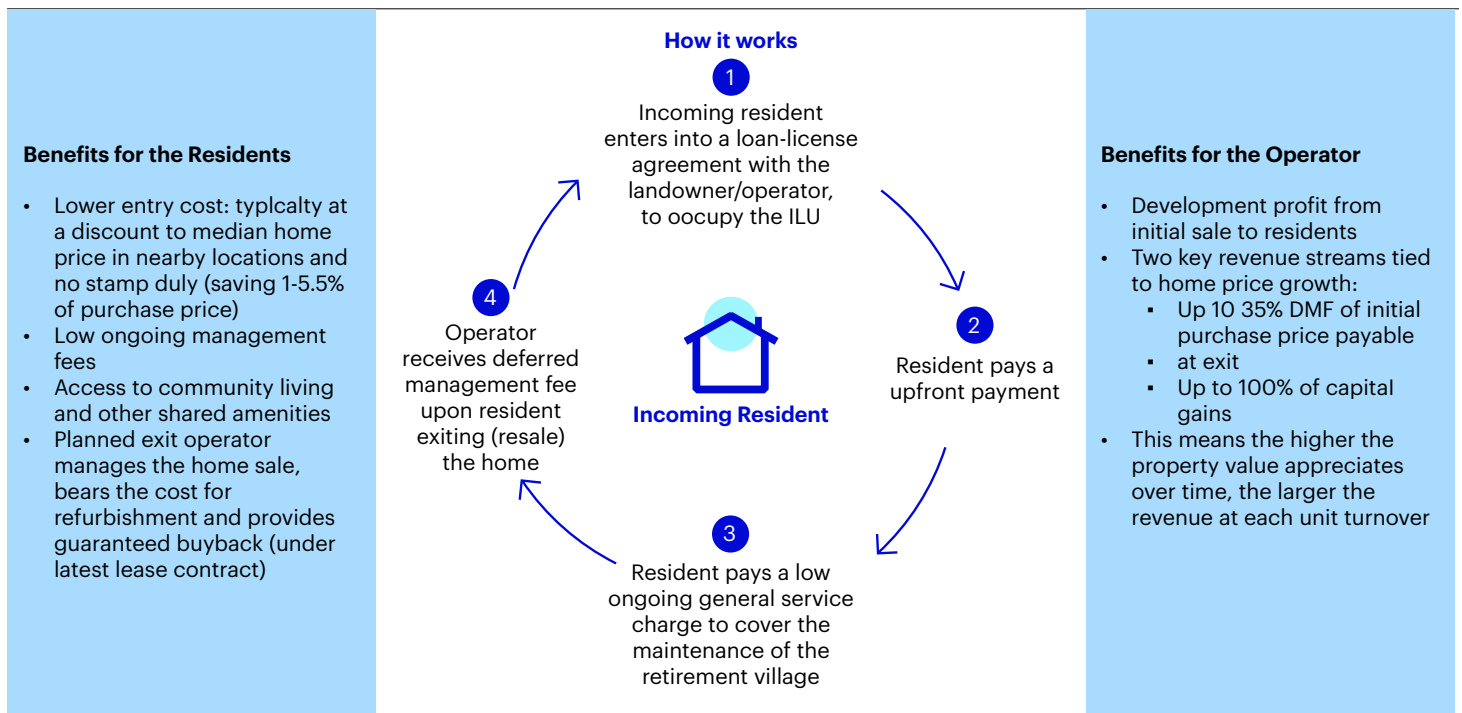 Benefits for the Residents
• Lower entry cost: typlcalty at
a discount to median home
price in nearby locations and
no stamp duly (saving 1-5.5%
of purchase price)
• Low ongoing management
fees
• Access to community living
and other shared amenities
• Planned exit operator
manages the home sale,
bears the cost for
refurbishment and provides
guaranteed buyback (under
latest lease contract)
How it works
1
Incoming resident
enters into a loan-license
agreement with the
landowner/operator,
to oocupy the ILU
2
Resident pays a
upfront payment
3
Resident pays a low
ongoing general service
charge to cover the
maintenance of the
retirement village
4
Operator
receives deferred
management fee
upon resident
exiting (resale)
the home
Incoming Resident
Benefits for the Operator
• Development profit from
initial sale to residents
• Two key revenue streams tied
to home price growth:
▪ Up 10 35% DMF of initial
purchase price payable
▪ at exit
▪ Up to 100% of capital
gains
• This means the higher the
property value appreciates
over time, the larger the
revenue at each unit turnover